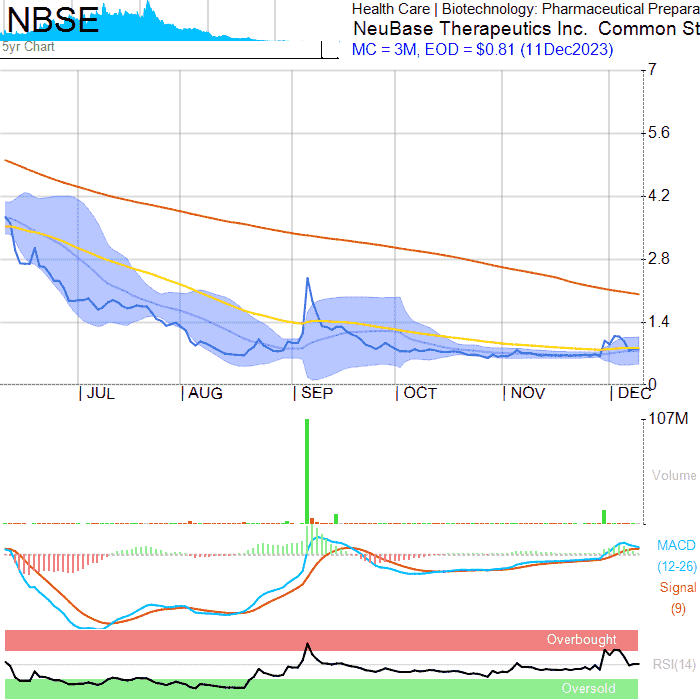 NBSE
Health Care | Biotechnology: Pharmaceutical Prepara
NeuBase Therapeutics Inc. Common St
5yr Chart
MC = 3M, EOD = $0.81 (11Dec2023)
7
5.6
4.2
2.8
1.4
0
| JUL | AUG | SEP | OCT | NOV | DEC
107M
Volume
MACD
(12-26)
Signal
(9)
Overbought
RSI(14)
Oversold